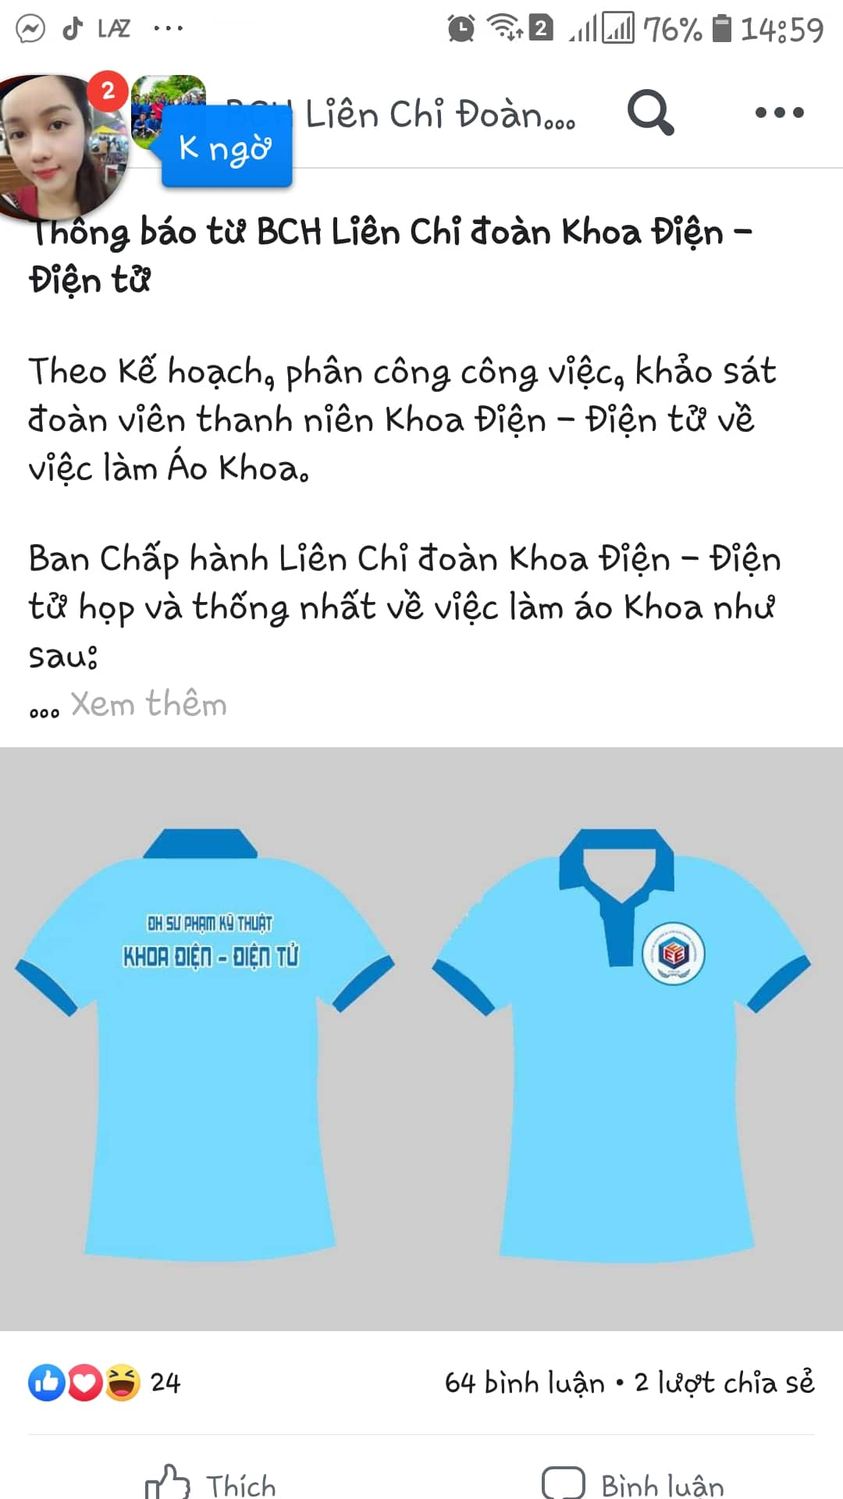 LAZ ... 2 76% 14:59
2
BCH Liên Chi Đoàn...
K ngờ
Thông báo từ BCH Liên Chi đoàn Khoa Điện –
Điện tử
Theo Kế hoạch, phân công công việc, khảo sát
đoàn viên thanh niên Khoa Điện – Điện tử về
việc làm Áo Khoa.
Ban Chấp hành Liên Chi đoàn Khoa Điện – Điện
tử họp và thống nhất về việc làm áo Khoa như
sau:
... Xem thêm
ĐH SƯ PHẠM KỸ THUẬT
KHOA ĐIỆN - ĐIỆN TỬ
24
64 bình luận • 2 lượt chia sẻ
Thích
Bình luận